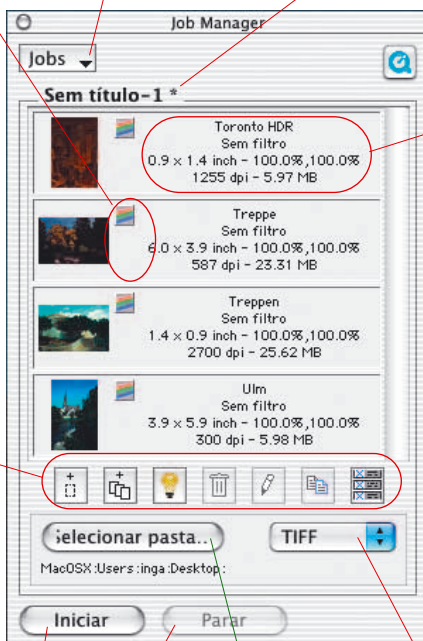 Job Manager
Jobs
Sem título-1 *
Toronto HDR
Sem filtro
0.9 x 1.4 inch - 100.0%,100.0%
1255 dpi - 5.97 MB
Treppe
Sem filtro
6.0 x 3.9 inch - 100.0%,100.0%
587 dpi - 23.31 MB
Treppen
Sem filtro
1.4 x 0.9 inch - 100.0%,100.0%
2700 dpi - 25.62 MB
Ulm
Sem filtro
3.9 x 5.9 inch - 100.0%,100.0%
300 dpi - 5.98 MB
Selecionar pasta... TIFF
MacOSX:Users:inga:Desktop:
Iniciar Parar